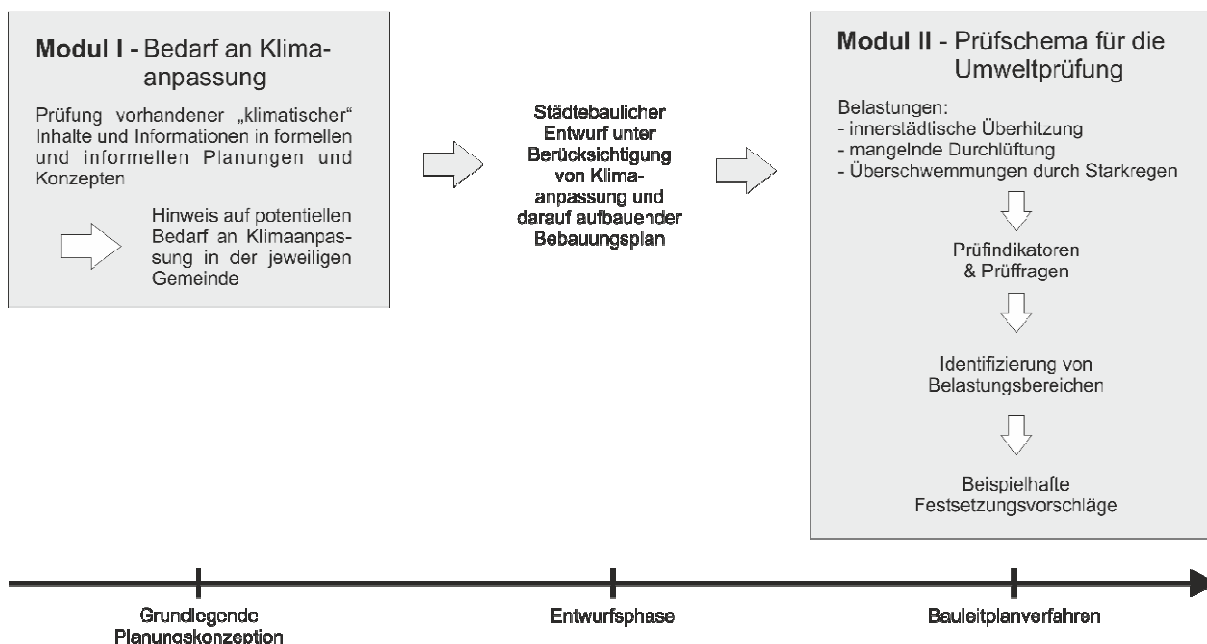 Modul I - Bedarf an Klima-
anpassung
Prüfung vorhandener „klimatischer“
Inhalte und Informationen in formellen
und informellen Planungen und
Konzepten
Hinweis auf potentiellen
Bedarf an Klimaanpas-
sung in der jeweiligen
Gemeinde
Städtebaulicher
Entwurf unter
Berücksichtigung
von Klima-
anpassung und
darauf aufbauender
Bebauungsplan
Modul II - Prüfschema für die
Umweltprüfung
Belastungen:
- innerstädtische Überhitzung
- mangelnde Durchlüftung
- Überschwemmungen durch Starkregen
Prüfindikatoren
& Prüffragen
Identifizierung von
Belastungsbereichen
Beispielhafte
Festsetzungsvorschläge
Grundlegende
Planungskonzeption
Entwurfsphase
Bauleitplanverfahren